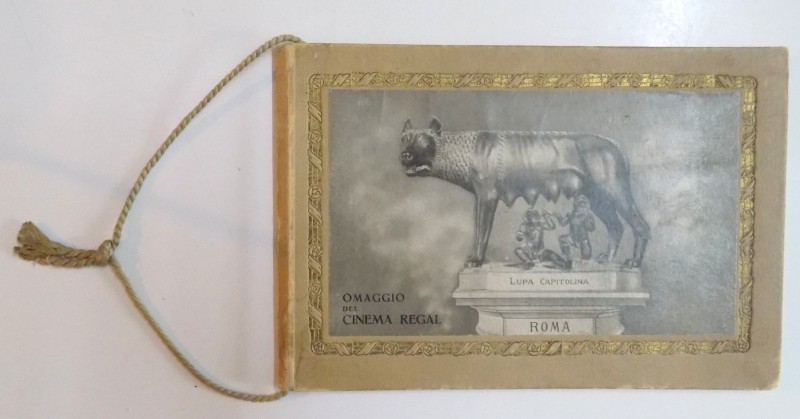 LUPA CAPITOLINA
ROMA
OMAGGIO
DEL
CINEMA REGAL